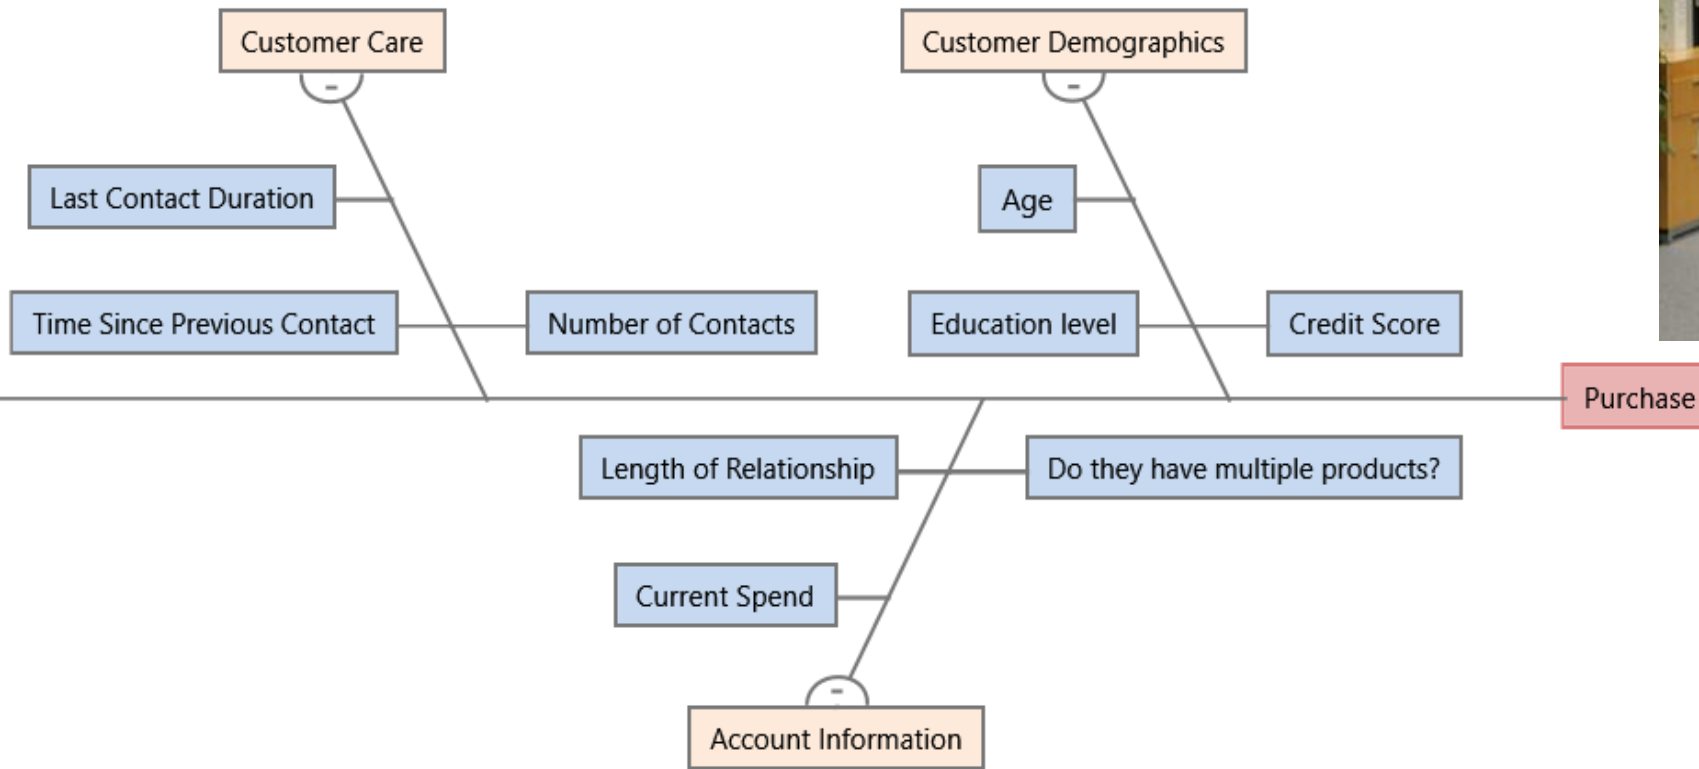 Customer Care
Customer Demographics
Last Contact Duration
Age
Time Since Previous Contact
Number of Contacts
Education level
Credit Score
Purchase
Length of Relationship
Do they have multiple products?
Current Spend
Account Information